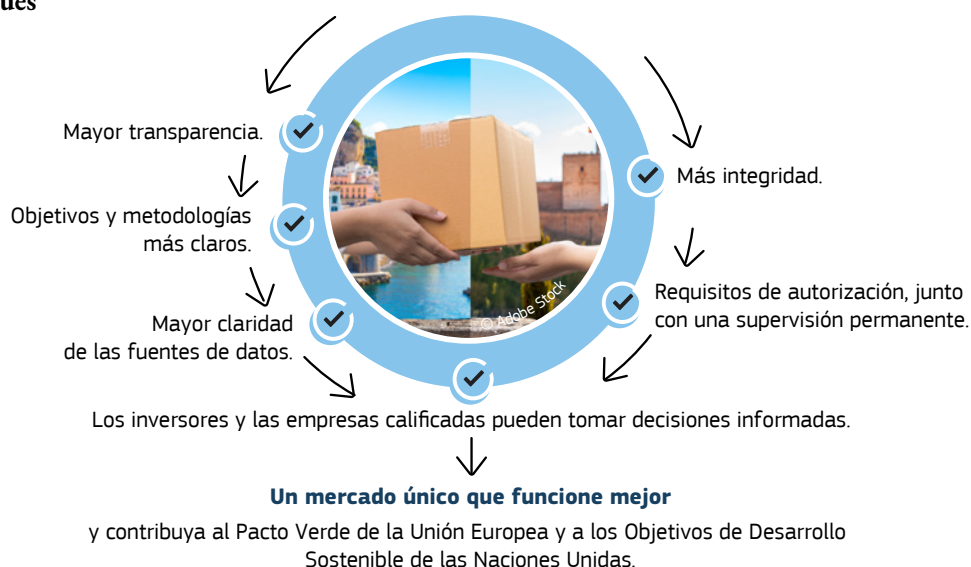 Mayor transparencia.
Objetivos y metodologías
más claros.
Mayor claridad
de las fuentes de datos.
Más integridad.
Requisitos de autorización, junto
con una supervisión permanente.
© Adobe Stock
Los inversores y las empresas calificadas pueden tomar decisiones informadas.
Un mercado único que funcione mejor
y contribuya al Pacto Verde de la Unión Europea y a los Objetivos de Desarrollo
Sostenible de las Naciones Unidas.